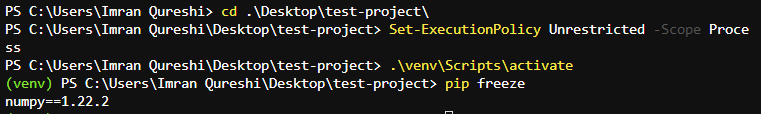 PS C:\Users\Imran Qureshi> cd .\Desktop\test-project\
PS C:\Users\Imran Qureshi\Desktop\test-project> Set-ExecutionPolicy Unrestricted -Scope Proce
ss
PS C:\Users\Imran Qureshi\Desktop\test-project> .\venv\Scripts\activate
(venv) PS C:\Users\Imran Qureshi\Desktop\test-project> pip freeze
numpy==1.22.2